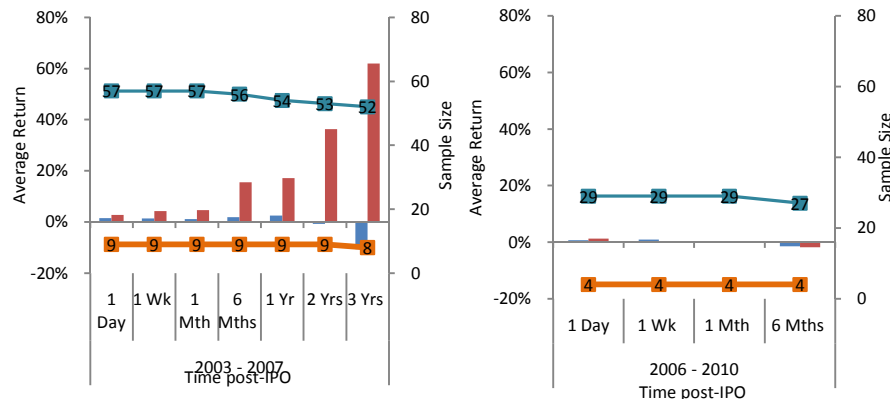 80%
60%
40%
20%
0%
-20%
Average Return
57 57 57 56 54 53 52
9 9 9 9 9 9 8
80
60
40
20
0
Sample Size
1 Day 1 Wk 1 Mth 6 Mths 1 Yr 2 Yrs 3 Yrs
2003 - 2007
Time post-IPO
80%
60%
40%
20%
0%
-20%
Average Return
29 29 29 27
4 4 4 4
80
60
40
20
0
Sample Size
1 Day 1 Wk 1 Mth 6 Mths
2006 - 2010
Time post-IPO